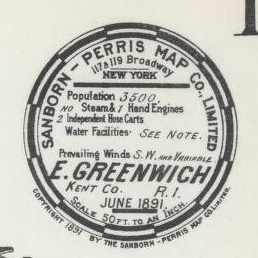 SANBORN - PERRIS MAP CO., LIMITED
117 & 119 Broadway
NEW YORK
Population 3500.
NO Steam & 1 Hand Engines
2 Independent Hose Carts
Water Facilities. SEE NOTE.
Prevailing Winds S.W. AND VARIABLE
E. GREENWICH
KENT CO. R. I.
JUNE 1891.
SCALE 50 FT. TO AN INCH.
COPYRIGHT 1891 BY THE SANBORN - PERRIS MAP CO. LIMITED.